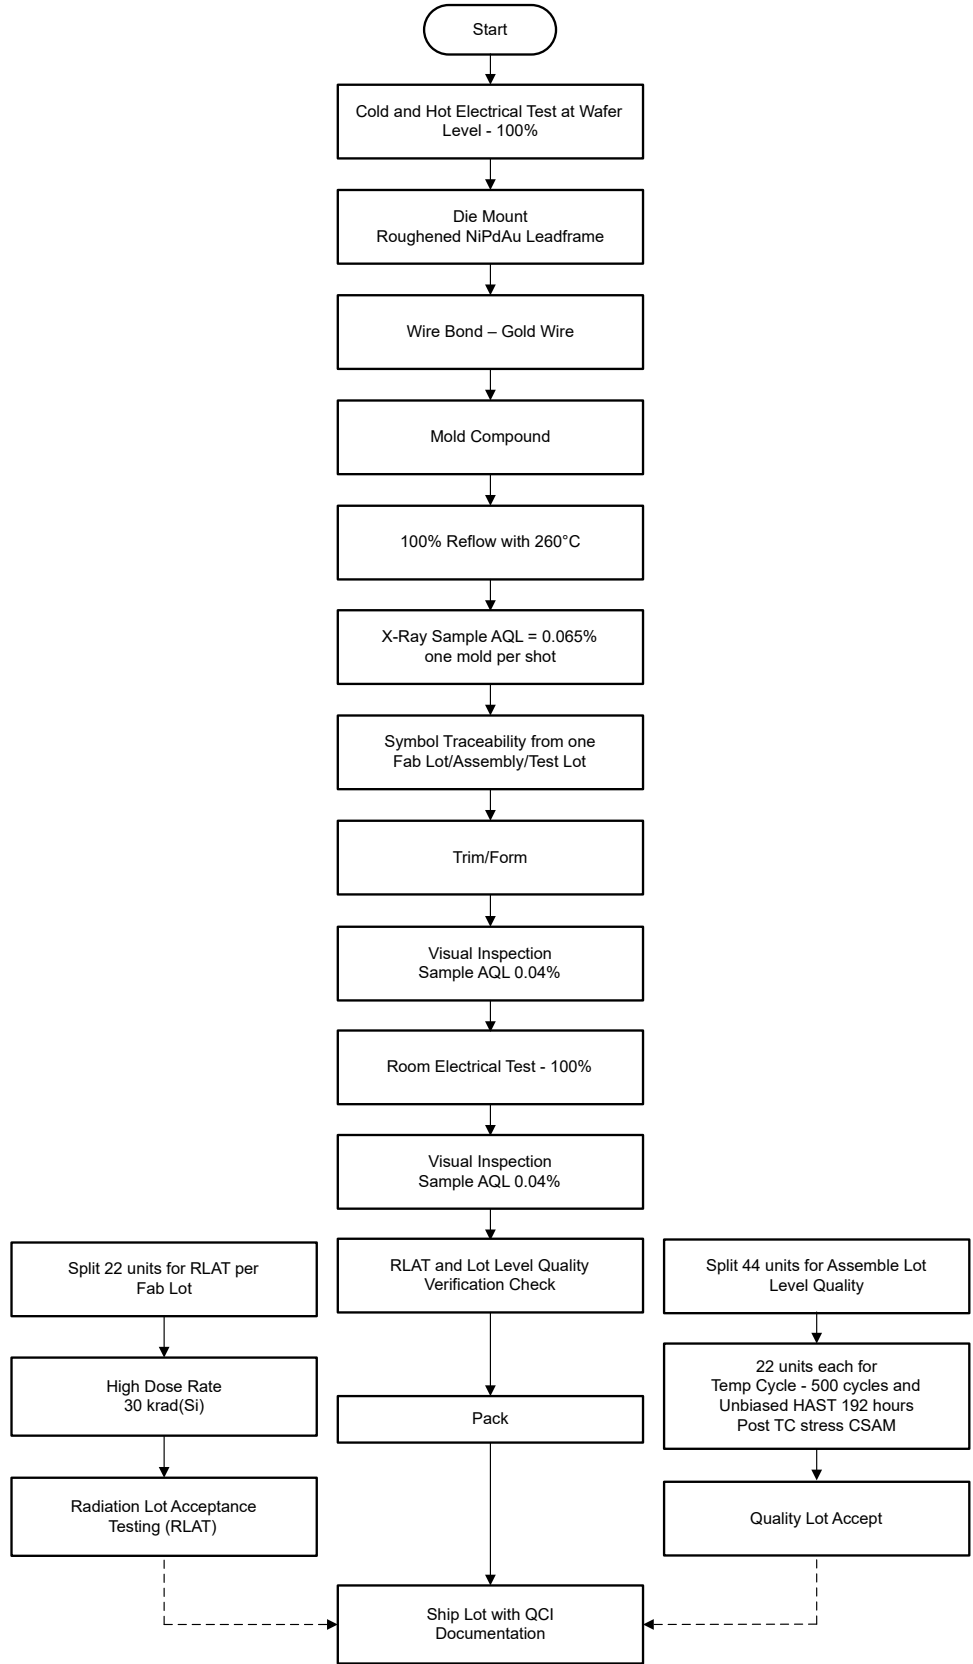 Start
Cold and Hot Electrical Test at Wafer
Level - 100%
Die Mount
Roughened NiPdAu Leadframe
Wire Bond – Gold Wire
Mold Compound
100% Reflow with 260°C
X-Ray Sample AQL = 0.065%
one mold per shot
Symbol Traceability from one
Fab Lot/Assembly/Test Lot
Trim/Form
Visual Inspection
Sample AQL 0.04%
Room Electrical Test - 100%
Visual Inspection
Sample AQL 0.04%
RLAT and Lot Level Quality
Verification Check
Pack
Split 22 units for RLAT per
Fab Lot
High Dose Rate
30 krad(Si)
Radiation Lot Acceptance
Testing (RLAT)
Split 44 units for Assemble Lot
Level Quality
22 units each for
Temp Cycle - 500 cycles and
Unbiased HAST 192 hours
Post TC stress CSAM
Quality Lot Accept
Ship Lot with QCI
Documentation